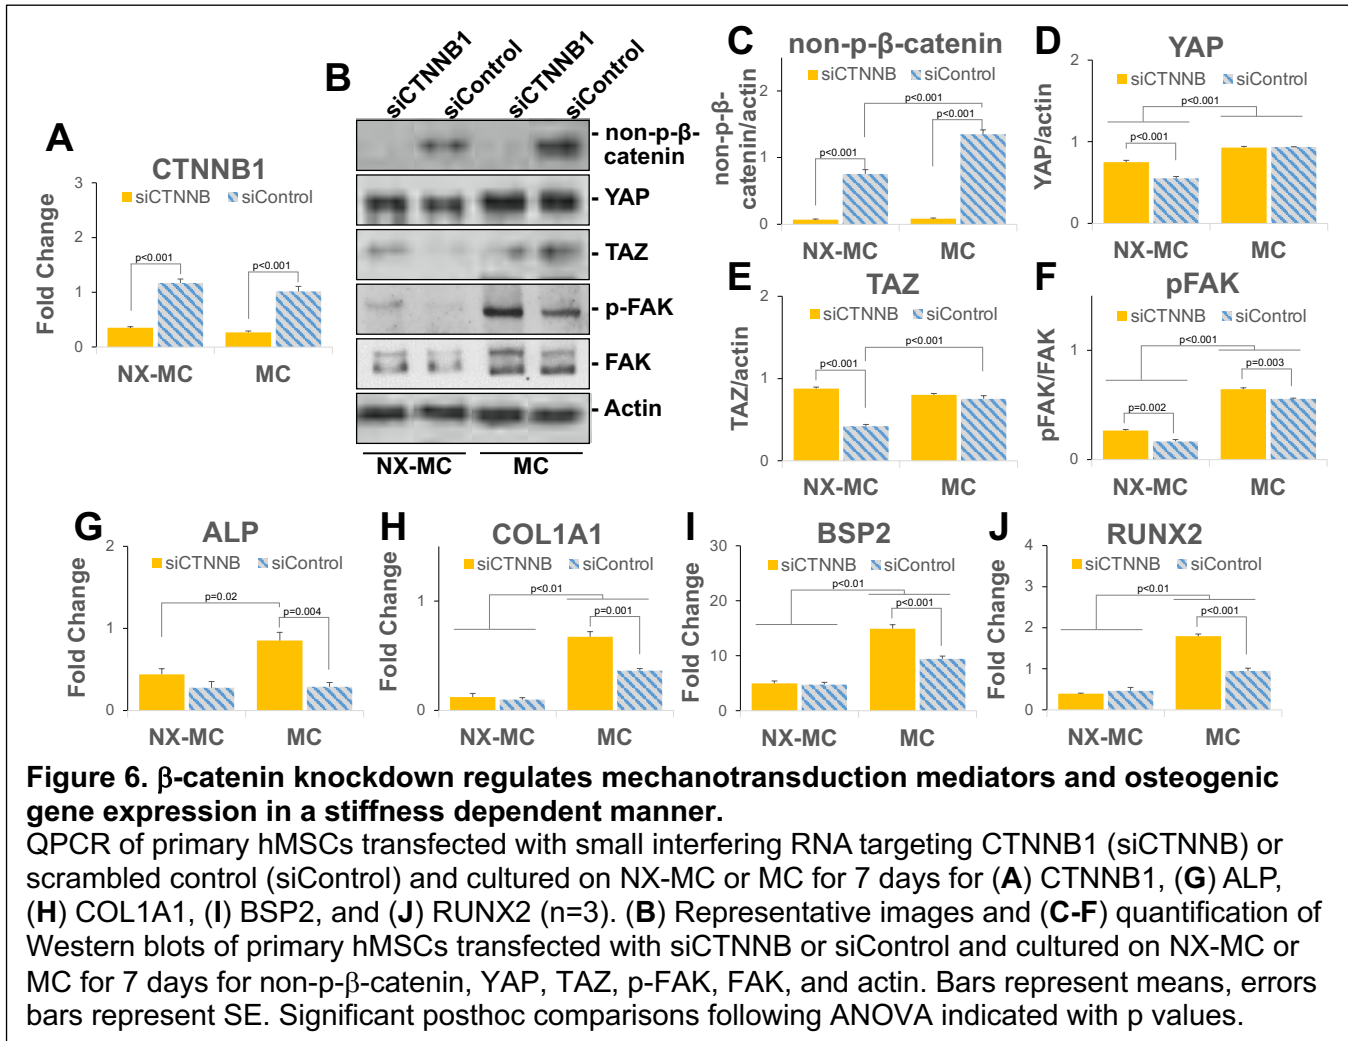 A
CTNNB1
siCTNNB siControl
Fold Change
3
2
1
0
p<0.001
p<0.001
NX-MC MC
B
siCTNNB1 siControl siCTNNB1 siControl
- non-p-β-
catenin
- YAP
- TAZ
- p-FAK
- FAK
- Actin
NX-MC MC
C
non-p-β-catenin
siCTNNB siControl
non-p-β-
catenin/actin
2
1
0
p<0.001
p<0.001
p<0.001
NX-MC MC
D
YAP
siCTNNB siControl
YAP/actin
2
1
0
p<0.001
p<0.001
NX-MC MC
E
TAZ
siCTNNB siControl
TAZ/actin
2
1
0
p<0.001
p<0.001
NX-MC MC
F
pFAK
siCTNNB siControl
pFAK/FAK
1
0
p<0.001
p=0.003
p=0.002
NX-MC MC
G
ALP
siCTNNB siControl
Fold Change
2
1
0
p=0.02
p=0.004
NX-MC MC
H
COL1A1
siCTNNB siControl
Fold Change
1
0
p<0.01
p=0.001
NX-MC MC
I
BSP2
siCTNNB siControl
Fold Change
30
20
10
0
p<0.01
p<0.001
NX-MC MC
J
RUNX2
siCTNNB siControl
Fold Change
4
3
2
1
0
p<0.01
p<0.001
NX-MC MC
Figure 6. β-catenin knockdown regulates mechanotransduction mediators and osteogenic
gene expression in a stiffness dependent manner.
QPCR of primary hMSCs transfected with small interfering RNA targeting CTNNB1 (siCTNNB) or
scrambled control (siControl) and cultured on NX-MC or MC for 7 days for (A) CTNNB1, (G) ALP,
(H) COL1A1, (I) BSP2, and (J) RUNX2 (n=3). (B) Representative images and (C-F) quantification of
Western blots of primary hMSCs transfected with siCTNNB or siControl and cultured on NX-MC or
MC for 7 days for non-p-β-catenin, YAP, TAZ, p-FAK, FAK, and actin. Bars represent means, errors
bars represent SE. Significant posthoc comparisons following ANOVA indicated with p values.